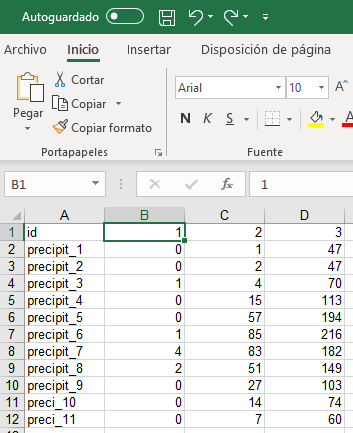 Autoguardado
Archivo Inicio Insertar Disposición de página
Cortar
Copiar
Copiar formato
Pegar
Portapapeles
Arial 10 A
N K S A
Fuente
B1 fx 1
A B C D
1 id 1 2 3
2 precipit_1 0 1 47
3 precipit_2 0 2 47
4 precipit_3 1 4 70
5 precipit_4 0 15 113
6 precipit_5 0 57 194
7 precipit_6 1 85 216
8 precipit_7 4 83 182
9 precipit_8 2 51 149
10 precipit_9 0 27 103
11 preci_10 0 14 74
12 preci_11 0 7 60